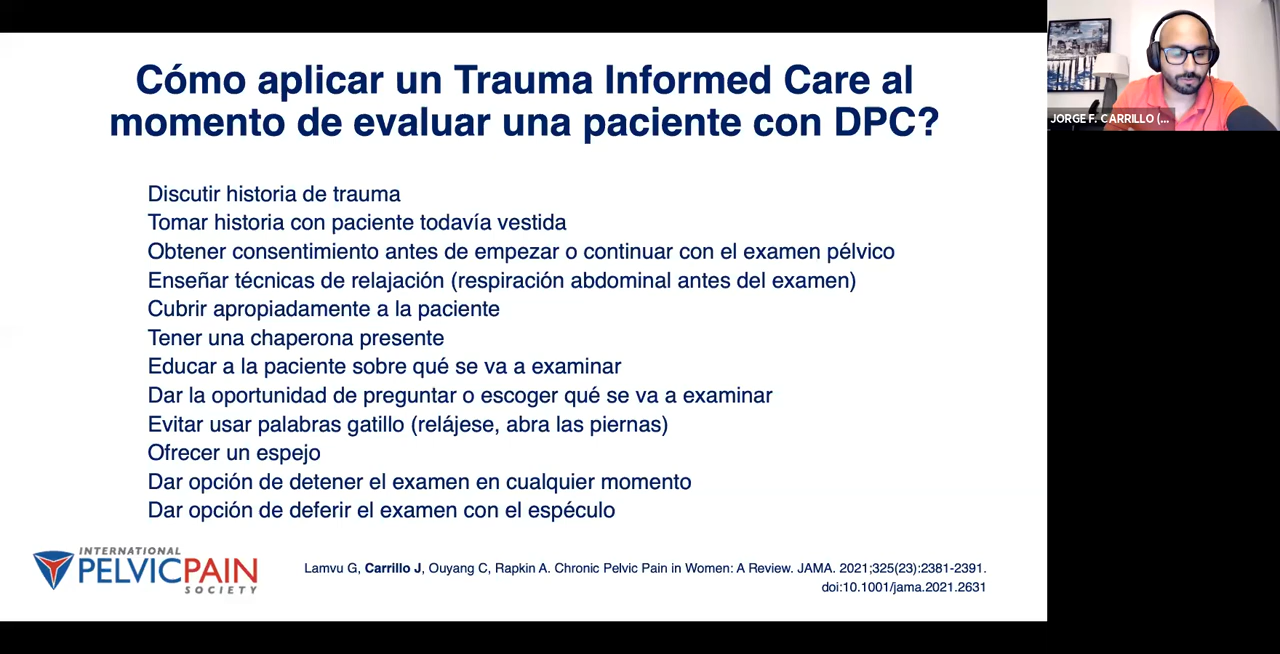 Cómo aplicar un Trauma Informed Care al
momento de evaluar una paciente con DPC?
Discutir historia de trauma
Tomar historia con paciente todavía vestida
Obtener consentimiento antes de empezar o continuar con el examen pélvico
Enseñar técnicas de relajación (respiración abdominal antes del examen)
Cubrir apropiadamente a la paciente
Tener una chaperona presente
Educar a la paciente sobre qué se va a examinar
Dar la oportunidad de preguntar o escoger qué se va a examinar
Evitar usar palabras gatillo (relájese, abra las piernas)
Ofrecer un espejo
Dar opción de detener el examen en cualquier momento
Dar opción de deferir el examen con el espéculo
INTERNATIONAL
PELVICPAIN
SOCIETY
Lamvu G, Carrillo J, Ouyang C, Rapkin A. Chronic Pelvic Pain in Women: A Review. JAMA. 2021;325(23):2381-2391.
doi:10.1001/jama.2021.2631
JORGE F. CARRILLO (...